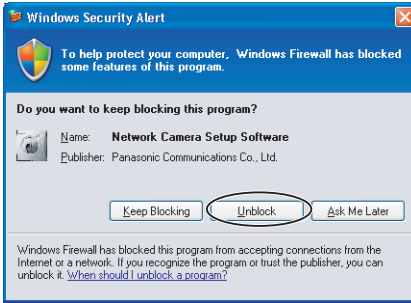 Windows Security Alert
To help protect your computer, Windows Firewall has blocked
some features of this program.
Do you want to keep blocking this program?
Name: Network Camera Setup Software
Publisher: Panasonic Communications Co., Ltd.
Keep Blocking Unblock Ask Me Later
Windows Firewall has blocked this program from accepting connections from the
Internet or a network. If you recognize the program or trust the publisher, you can
unblock it. When should I unblock a program?